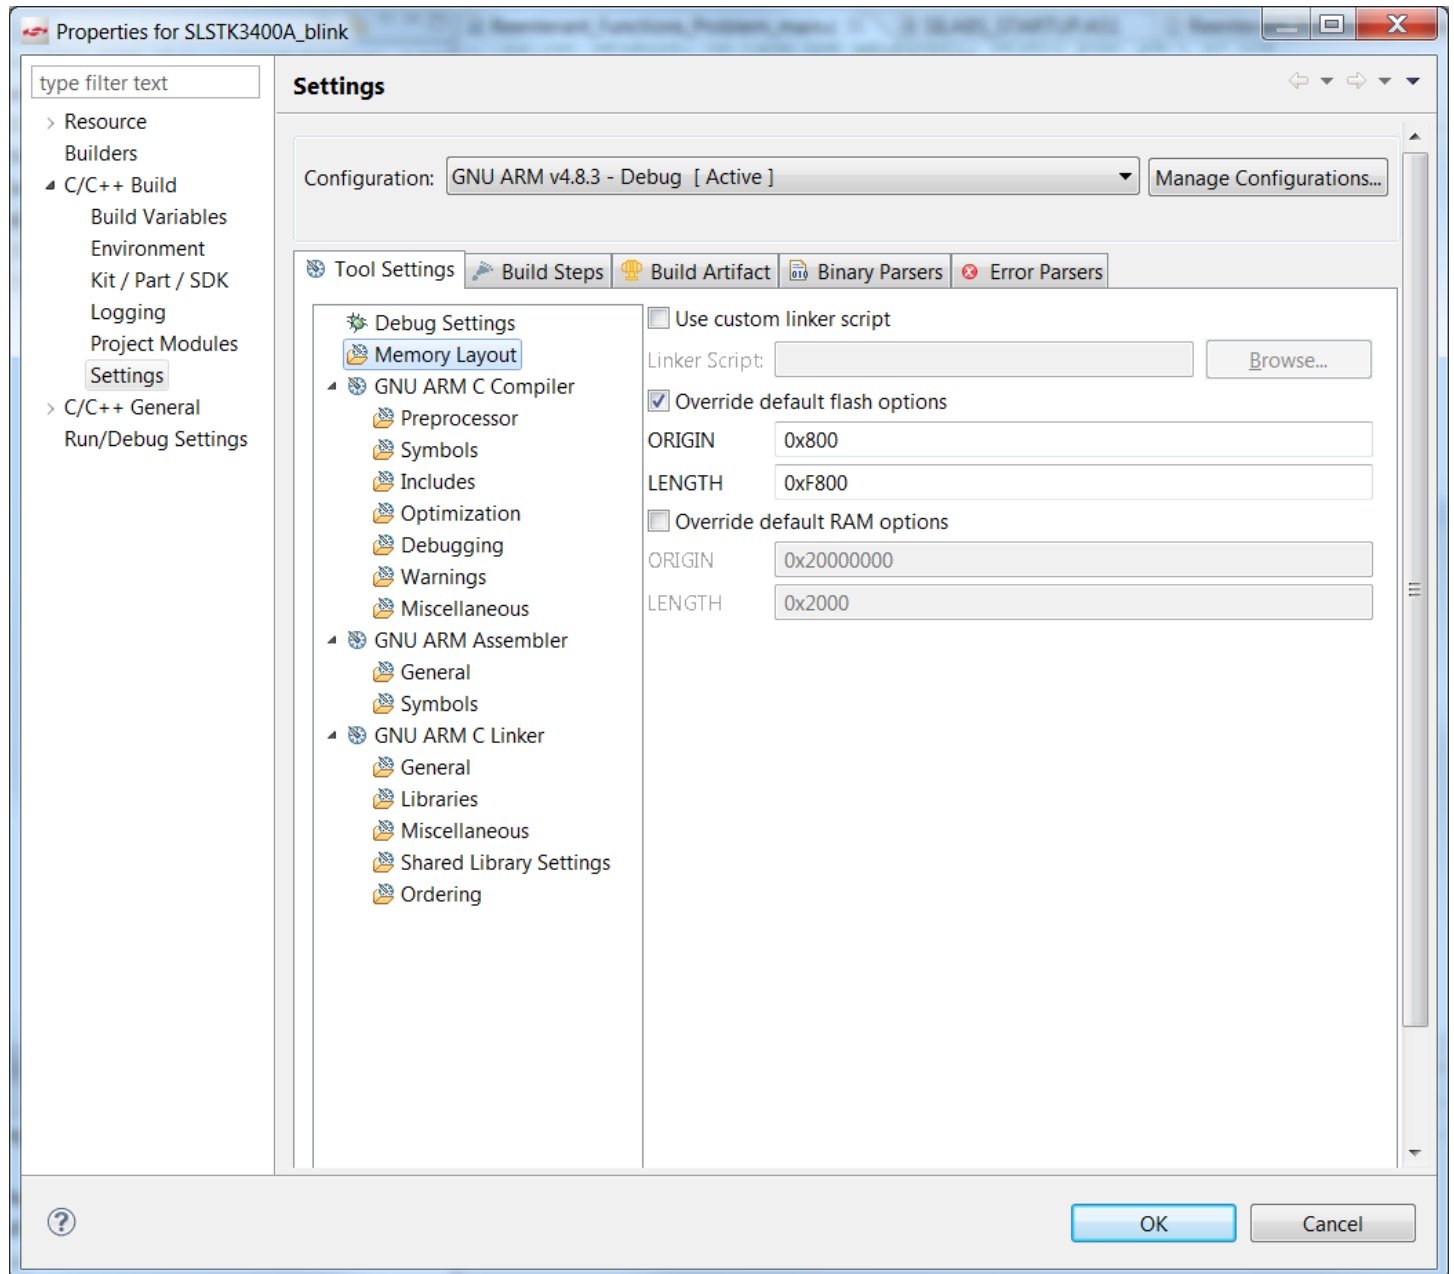 Properties for SLSTK3400A_blink
type filter text
Resource
Builders
C/C++ Build
Build Variables
Environment
Kit / Part / SDK
Logging
Project Modules
Settings
C/C++ General
Run/Debug Settings
Settings
Configuration: GNU ARM v4.8.3 - Debug [ Active ] Manage Configurations...
Tool Settings Build Steps Build Artifact Binary Parsers Error Parsers
Debug Settings
Memory Layout
GNU ARM C Compiler
Preprocessor
Symbols
Includes
Optimization
Debugging
Warnings
Miscellaneous
GNU ARM Assembler
General
Symbols
GNU ARM C Linker
General
Libraries
Miscellaneous
Shared Library Settings
Ordering
Use custom linker script
Linker Script: Browse...
Override default flash options
ORIGIN 0x800
LENGTH 0xF800
Override default RAM options
ORIGIN 0x20000000
LENGTH 0x2000
OK Cancel